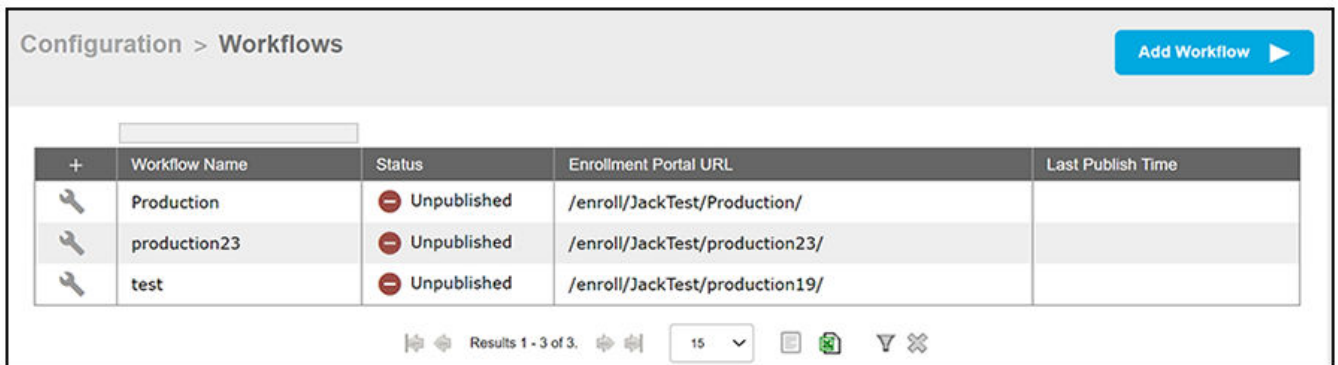 Configuration > Workflows
Add Workflow
+ Workflow Name Status Enrollment Portal URL Last Publish Time
Production Unpublished /enroll/JackTest/Production/
production23 Unpublished /enroll/JackTest/production23/
test Unpublished /enroll/JackTest/production19/
Results 1 - 3 of 3. 15